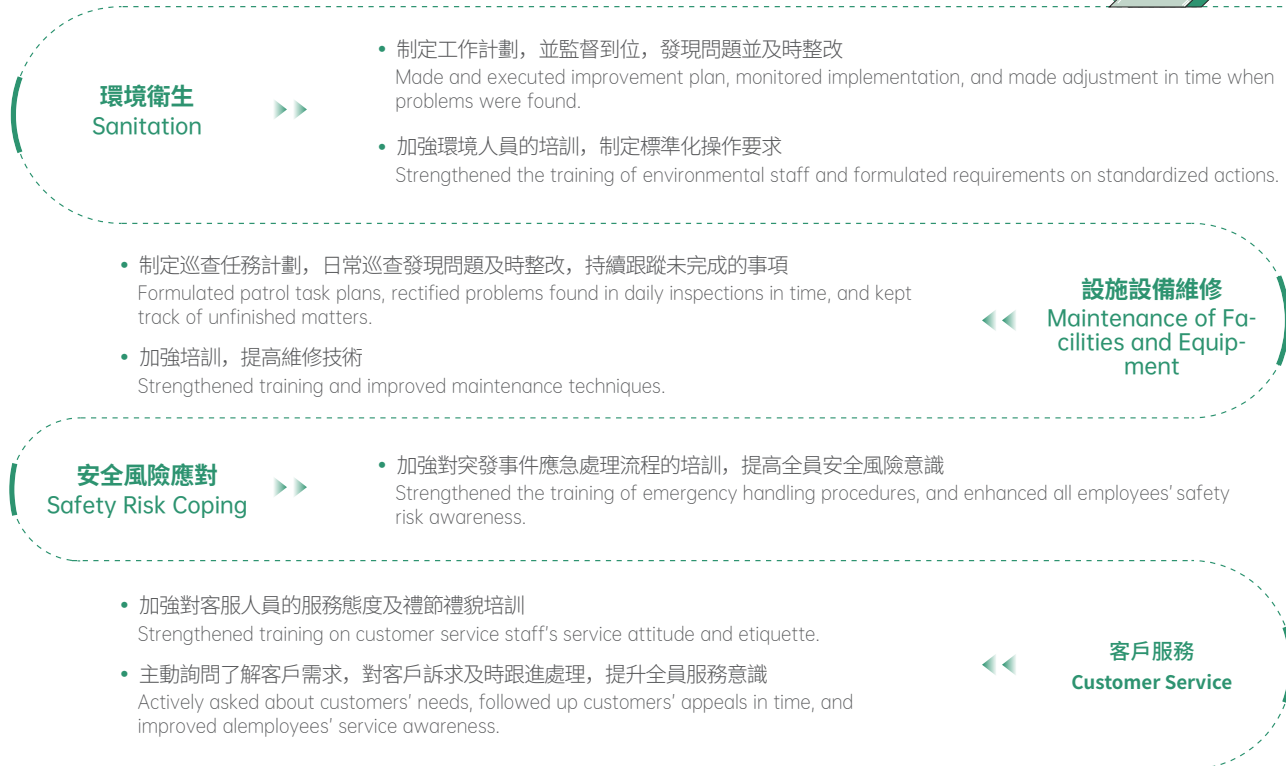 環境衛生
Sanitation
• 制定工作計劃，並監督到位，發現問題並及時整改
Made and executed improvement plan, monitored implementation, and made adjustment in time when
problems were found.
• 加強環境人員的培訓，制定標準化操作要求
Strengthened the training of environmental staff and formulated requirements on standardized actions.
• 制定巡查任務計劃，日常巡查發現問題及時整改，持續跟蹤未完成的事項
Formulated patrol task plans, rectified problems found in daily inspections in time, and kept
track of unfinished matters.
• 加強培訓，提高維修技術
Strengthened training and improved maintenance techniques.
設施設備維修
Maintenance of Fa-
cilities and Equip-
ment
安全風險應對
Safety Risk Coping
• 加強對突發事件應急處理流程的培訓，提高全員安全風險意識
Strengthened the training of emergency handling procedures, and enhanced all employees’ safety
risk awareness.
• 加強對客服人員的服務態度及禮節禮貌培訓
Strengthened training on customer service staff’s service attitude and etiquette.
• 主動詢問了解客戶需求，對客戶訴求及時跟進處理，提升全員服務意識
Actively asked about customers’ needs, followed up customers’ appeals in time, and
improved alemployees’ service awareness.
客戶服務
Customer Service